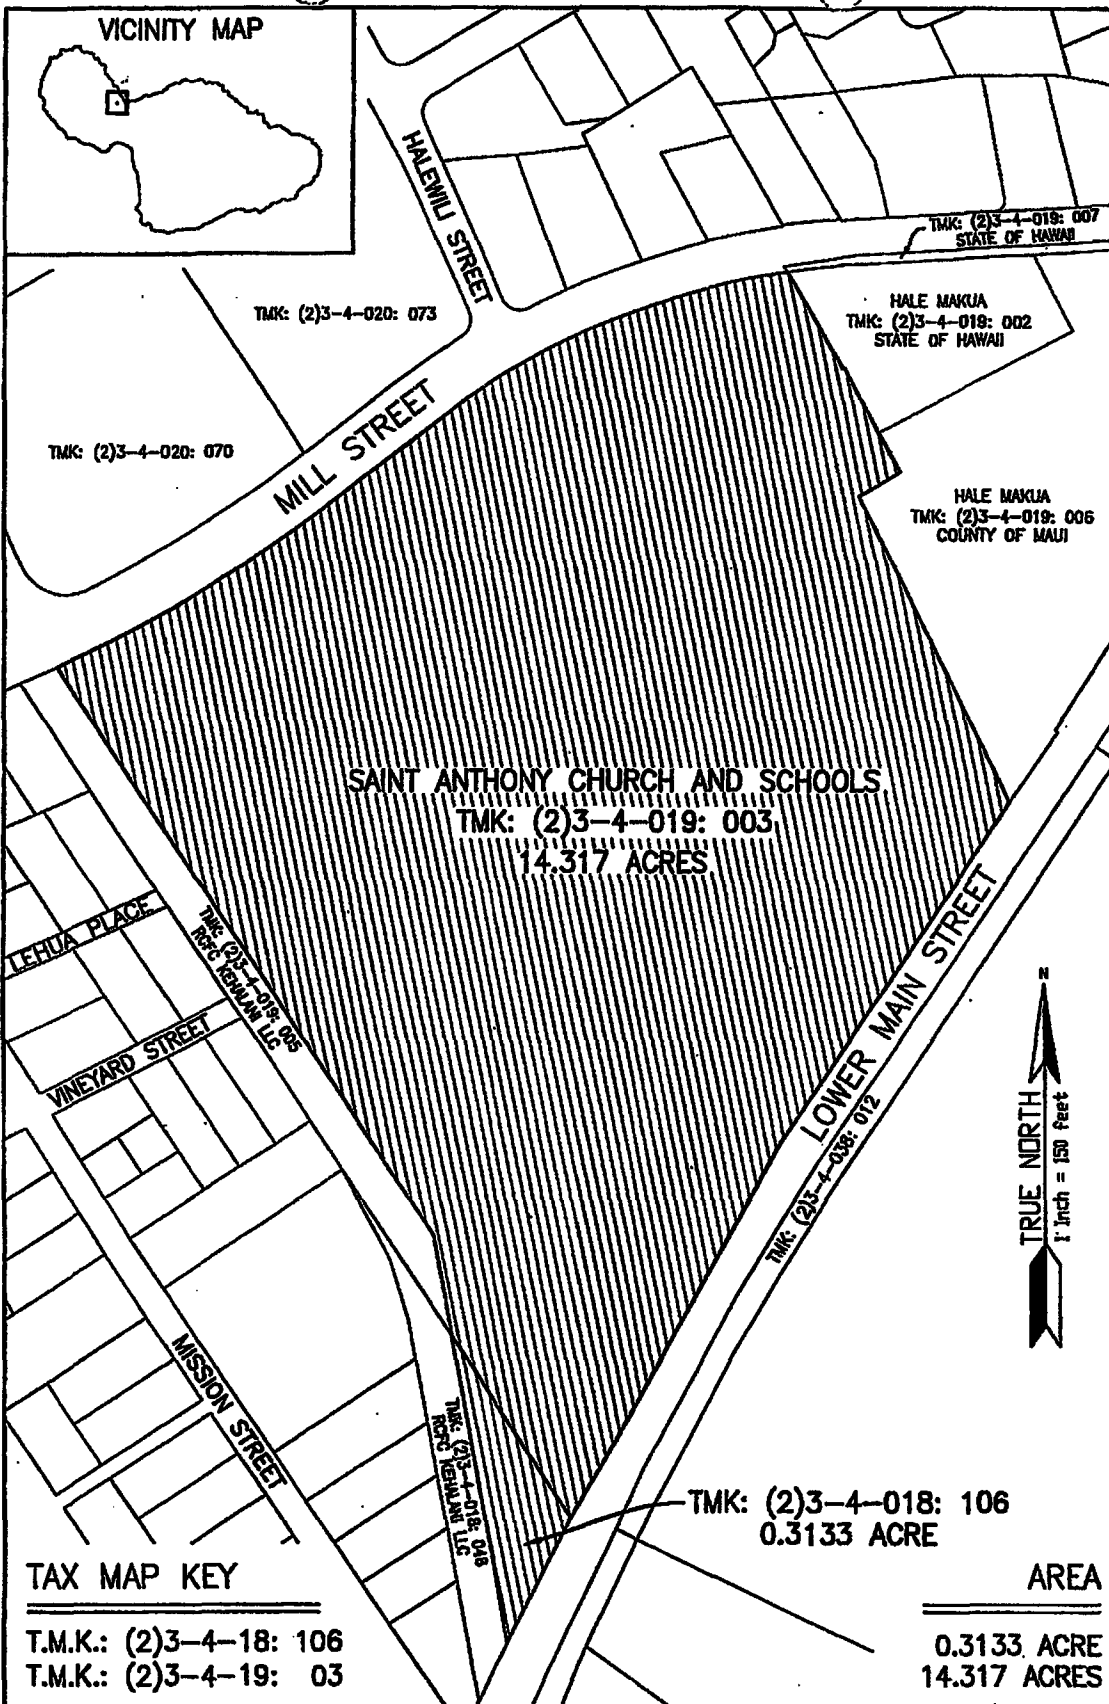 VICINITY MAP
HALEWILI STREET
TMK: (2)3-4-019: 007
STATE OF HAWAII
TMK: (2)3-4-020: 073
HALE MAKUA
TMK: (2)3-4-019: 002
STATE OF HAWAII
MILL STREET
TMK: (2)3-4-020: 070
HALE MAKUA
TMK: (2)3-4-019: 006
COUNTY OF MAUI
SAINT ANTHONY CHURCH AND SCHOOLS
TMK: (2)3-4-019: 003
14.317 ACRES
LEHUA PLACE
TMK: (2)3-4-019: 005
RCFC KEHALANI LLC
VINEYARD STREET
LOWER MAIN STREET
TMK: (2)3-4-038: 012
N
TRUE NORTH
1 Inch = 150 feet
MISSION STREET
TMK: (2)3-4-018: 048
RCFC KEHALANI LLC
TMK: (2)3-4-018: 106
0.3133 ACRE
TAX MAP KEY
AREA
T.M.K.: (2)3-4-18: 106
0.3133 ACRE
T.M.K.: (2)3-4-19: 03
14.317 ACRES